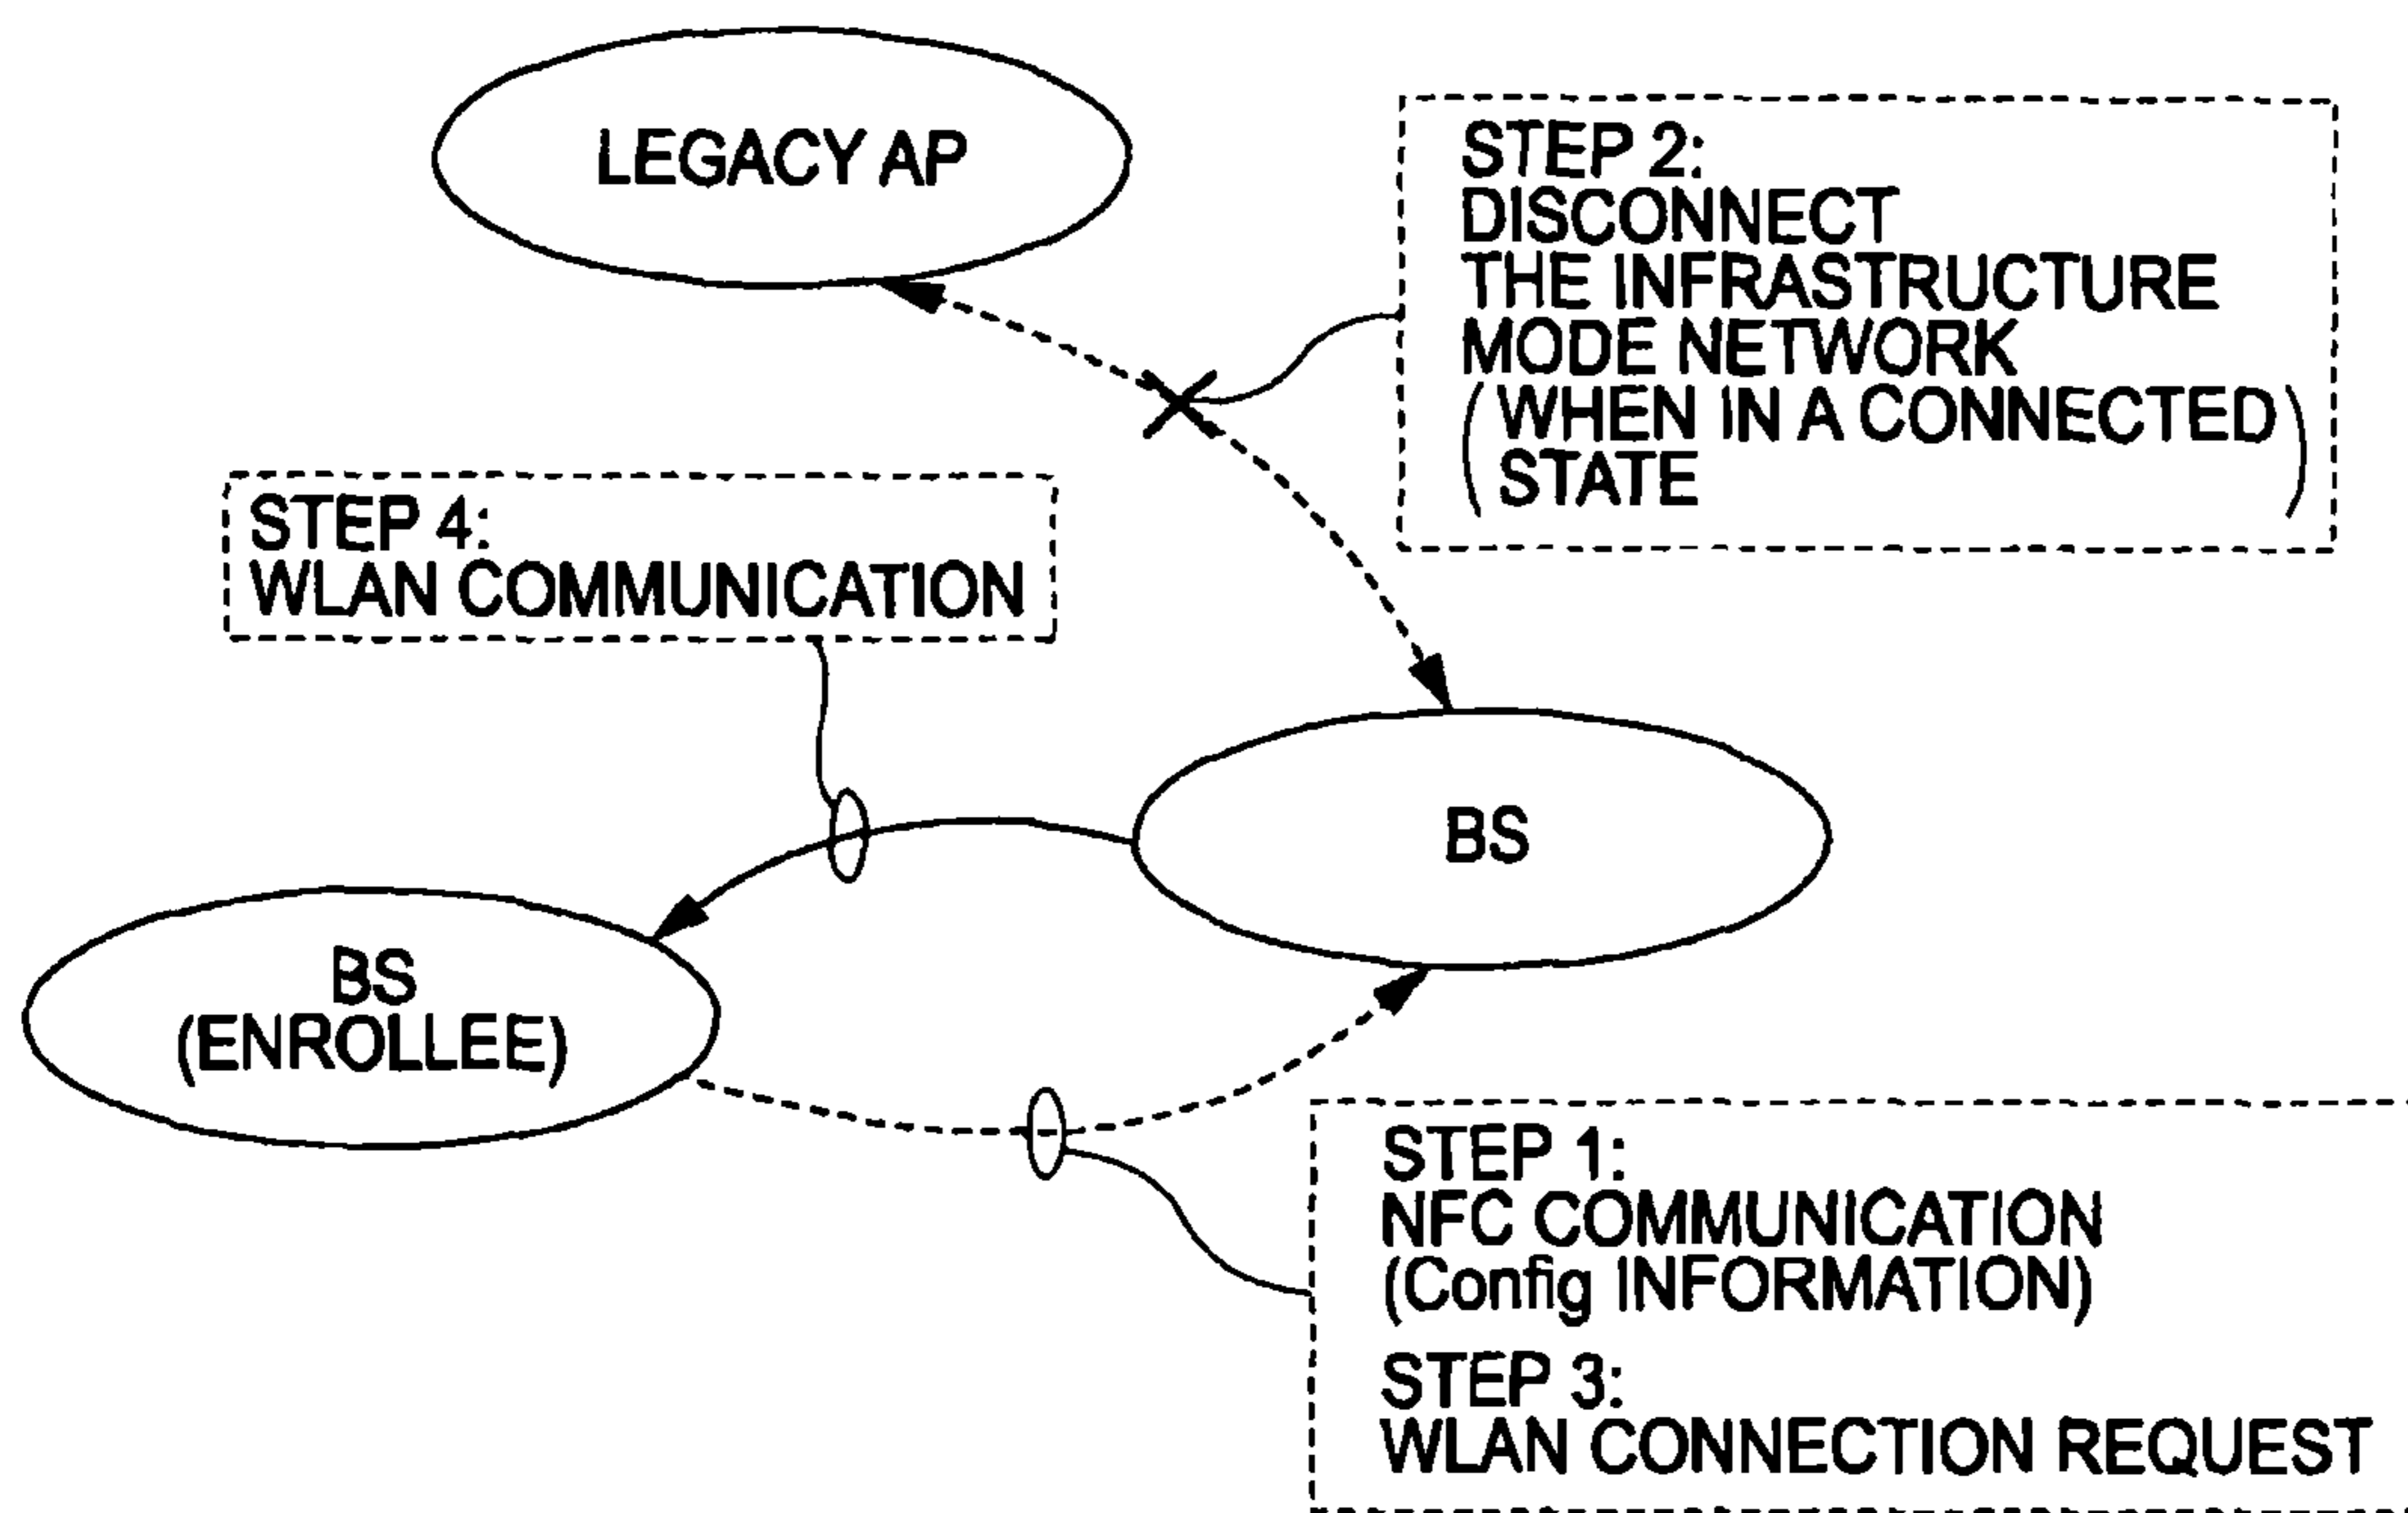 LEGACY AP
STEP 2:
DISCONNECT
THE INFRASTRUCTURE
MODE NETWORK
(WHEN IN A CONNECTED
STATE)
STEP 4:
WLAN COMMUNICATION
BS
BS
(ENROLLEE)
STEP 1:
NFC COMMUNICATION
(Config INFORMATION)
STEP 3:
WLAN CONNECTION REQUEST